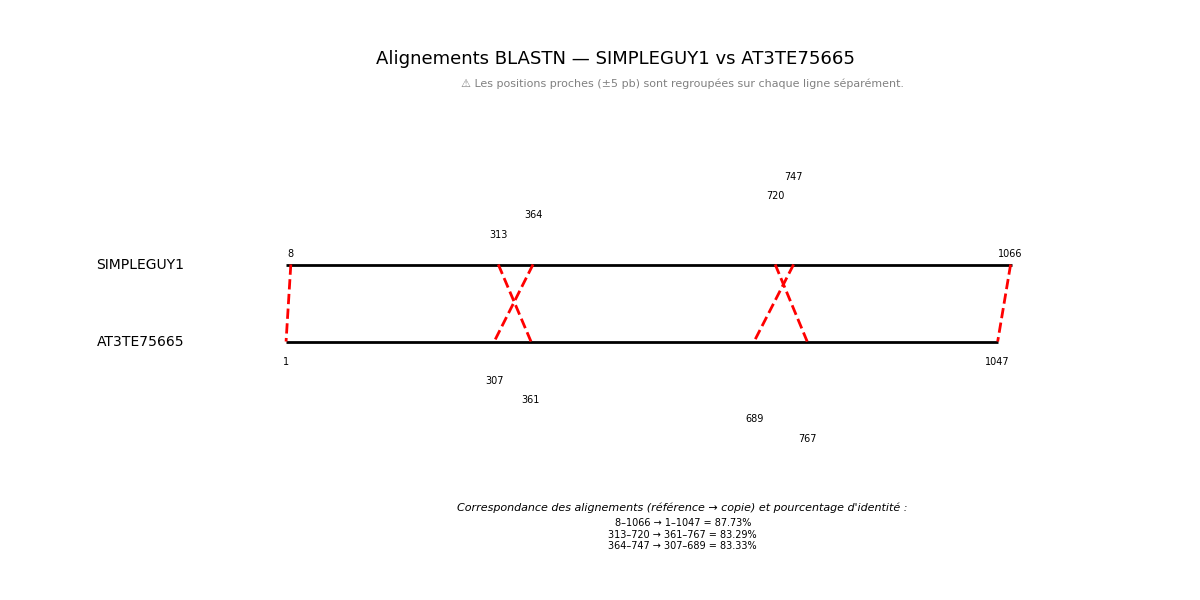 Alignements BLASTN — SIMPLEGUY1 vs AT3TE75665
⚠ Les positions proches (±5 pb) sont regroupées sur chaque ligne séparément.
747
720
364
313
8
1066
SIMPLEGUY1
AT3TE75665
1
1047
307
361
689
767
Correspondance des alignements (référence → copie) et pourcentage d'identité :
8–1066 → 1–1047 = 87.73%
313–720 → 361–767 = 83.29%
364–747 → 307–689 = 83.33%